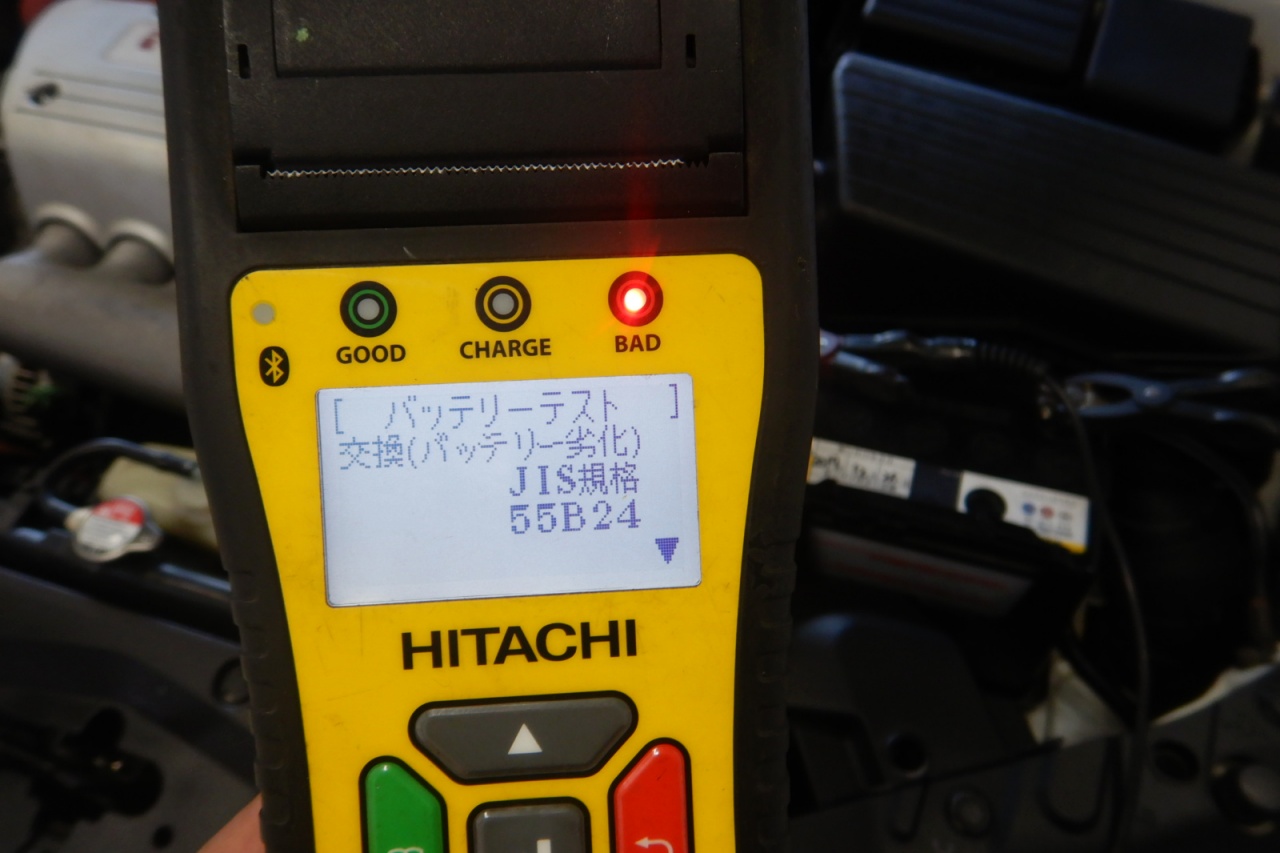 GOOD
CHARGE
BAD
[ バッテリーテスト ]
交換(バッテリー劣化)
JIS規格
55B24
HITACHI